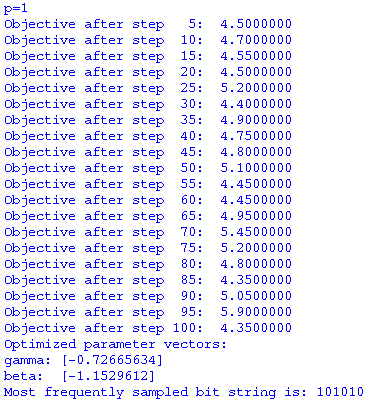 p=1
Objective after step   5:  4.5000000
Objective after step  10:  4.7000000
Objective after step  15:  4.5500000
Objective after step  20:  4.5000000
Objective after step  25:  5.2000000
Objective after step  30:  4.4000000
Objective after step  35:  4.9000000
Objective after step  40:  4.7500000
Objective after step  45:  4.8000000
Objective after step  50:  5.1000000
Objective after step  55:  4.4500000
Objective after step  60:  4.4500000
Objective after step  65:  4.9500000
Objective after step  70:  5.4500000
Objective after step  75:  5.2000000
Objective after step  80:  4.8000000
Objective after step  85:  4.3500000
Objective after step  90:  5.0500000
Objective after step  95:  5.9000000
Objective after step 100:  4.3500000
Optimized parameter vectors:
gamma: [-0.72665634]
beta:  [-1.1529612]
Most frequently sampled bit string is: 101010